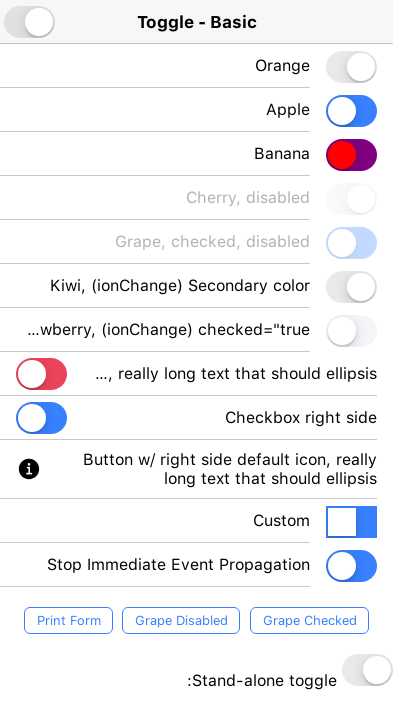 Toggle - Basic
Orange
Apple
Banana
Cherry, disabled
Grape, checked, disabled
Kiwi, (ionChange) Secondary color
...wberry, (ionChange) checked="true
..., really long text that should ellipsis
Checkbox right side
Button w/ right side default icon, really
long text that should ellipsis
Custom
Stop Immediate Event Propagation
Print Form Grape Disabled Grape Checked
:Stand-alone toggle